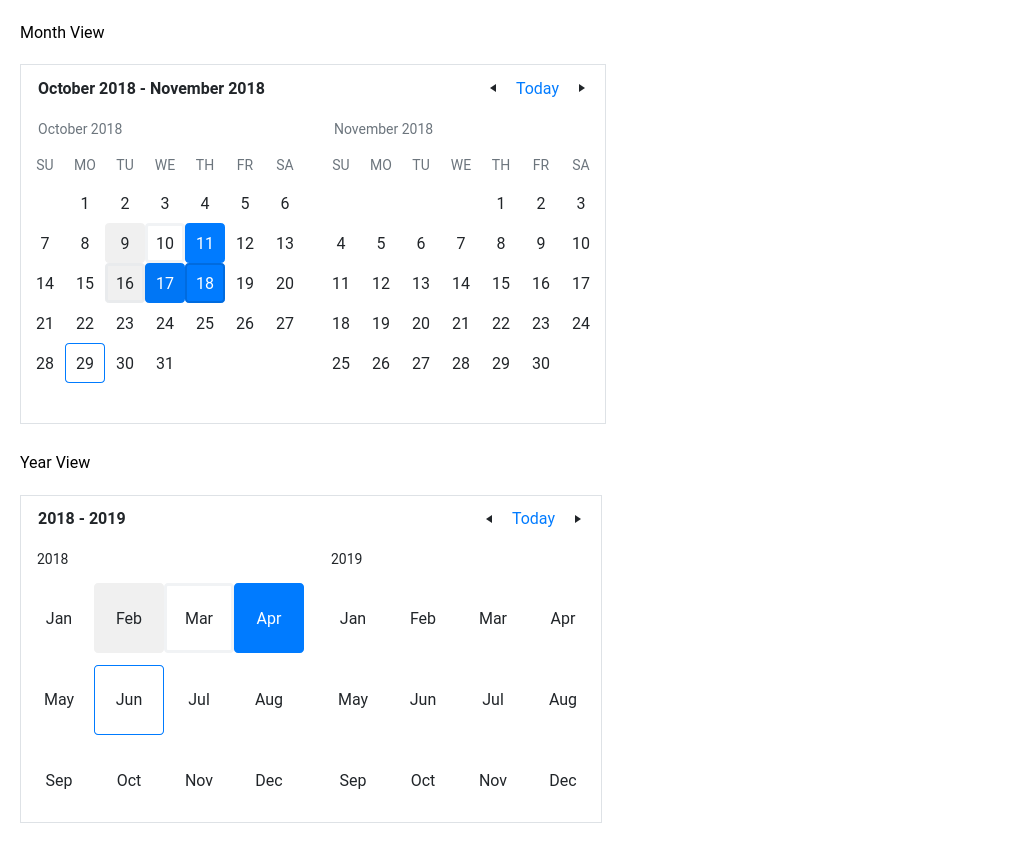 Month View
October 2018 - November 2018 Today
October 2018 November 2018
SU MO TU WE TH FR SA SU MO TU WE TH FR SA
1 2 3 4 5 6 1 2 3
7 8 9 10 11 12 13 4 5 6 7 8 9 10
14 15 16 17 18 19 20 11 12 13 14 15 16 17
21 22 23 24 25 26 27 18 19 20 21 22 23 24
28 29 30 31 25 26 27 28 29 30
Year View
2018 - 2019 Today
2018 2019
Jan Feb Mar Apr Jan Feb Mar Apr
May Jun Jul Aug May Jun Jul Aug
Sep Oct Nov Dec Sep Oct Nov Dec